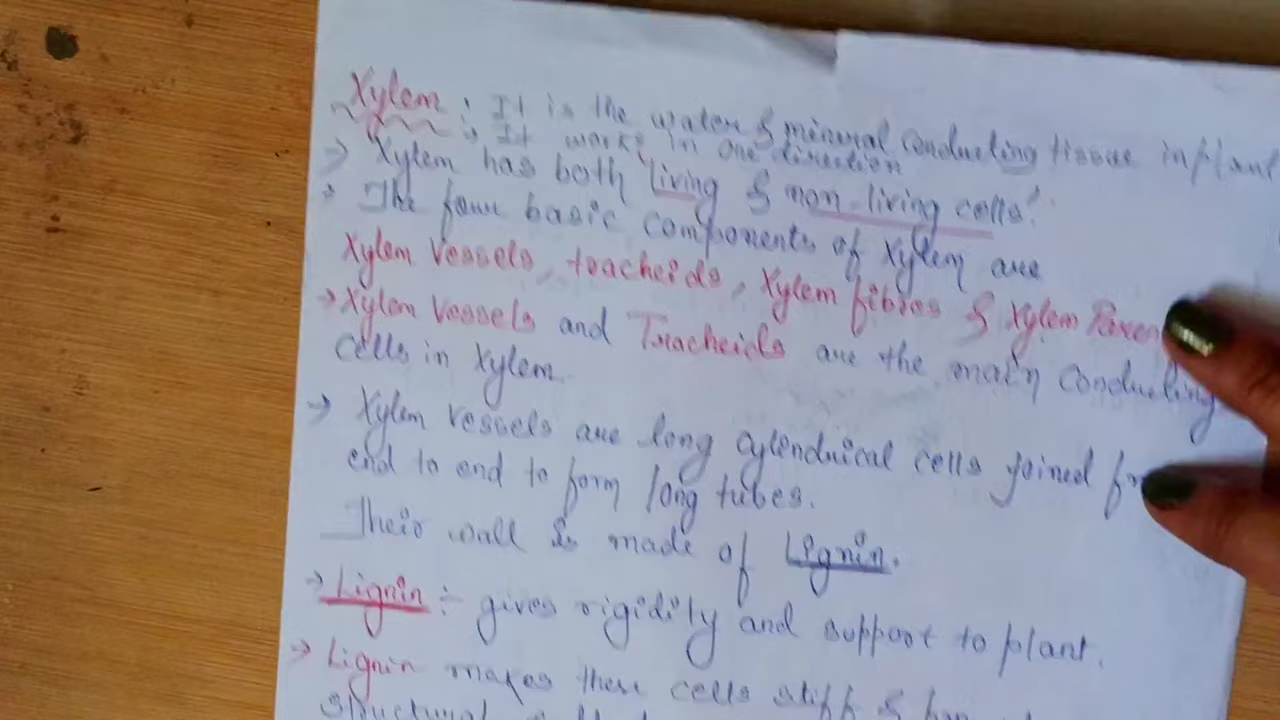 Xylem : It is the water & mineral conducting tissue in plant
; It works in one direction
→ Xylem has both living & non-living cells.
• The four basic components of Xylem are
Xylem Vessels, tracheids, Xylem fibres & Xylem Paren
→ Xylem Vessels and Tracheids are the main conducting
cells in Xylem.
→ Xylem vessels are long cylendrical cells joined
end to end to form long tubes.
Their wall is made of Lignin.
→ Lignin :- gives rigidity and support to plant.
→ Lignin makes these cells stiff &
structural